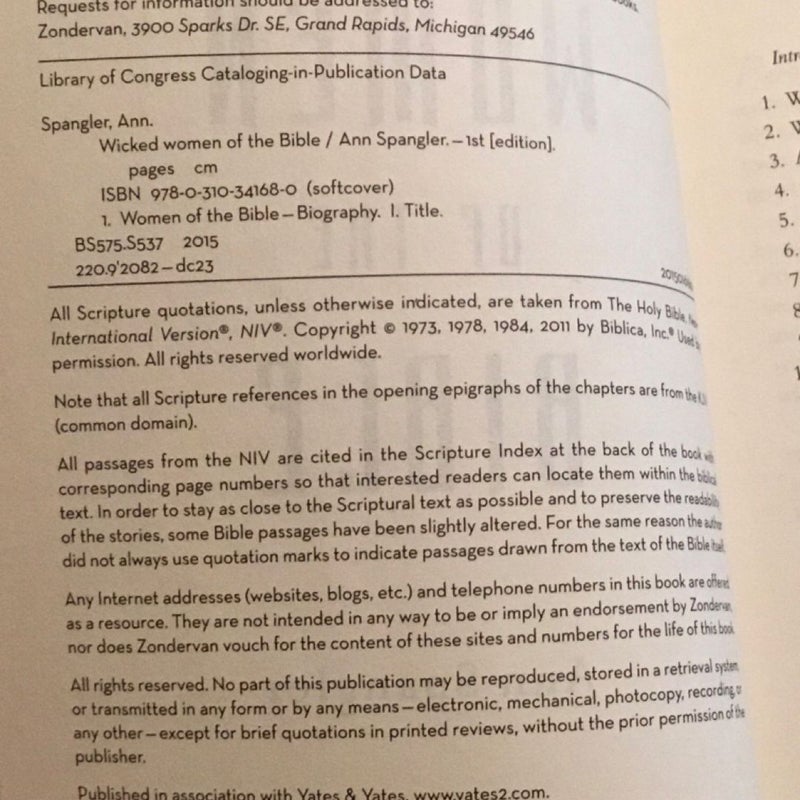 Requests for information should be addressed to:
Zondervan, 3900 Sparks Dr. SE, Grand Rapids, Michigan 49546
Library of Congress Cataloging-in-Publication Data
Spangler, Ann.
Wicked women of the Bible / Ann Spangler.—1st [edition].
pages cm
ISBN 978-0-310-34168-0 (softcover)
1. Women of the Bible—Biography. I. Title.
BS575.S537 2015
220.9'2082—dc23
All Scripture quotations, unless otherwise indicated, are taken from The Holy Bible, New
International Version®, NIV®. Copyright © 1973, 1978, 1984, 2011 by Biblica, Inc.® Used by
permission. All rights reserved worldwide.
Note that all Scripture references in the opening epigraphs of the chapters are from the KJV
(common domain).
All passages from the NIV are cited in the Scripture Index at the back of the book with
corresponding page numbers so that interested readers can locate them within the biblical
text. In order to stay as close to the Scriptural text as possible and to preserve the readability
of the stories, some Bible passages have been slightly altered. For the same reason the author
did not always use quotation marks to indicate passages drawn from the text of the Bible itself.
Any Internet addresses (websites, blogs, etc.) and telephone numbers in this book are offered
as a resource. They are not intended in any way to be or imply an endorsement by Zondervan,
nor does Zondervan vouch for the content of these sites and numbers for the life of this book.
All rights reserved. No part of this publication may be reproduced, stored in a retrieval system,
or transmitted in any form or by any means—electronic, mechanical, photocopy, recording, or
any other—except for brief quotations in printed reviews, without the prior permission of the
publisher.
Published in association with Yates & Yates, www.yates2.com.
1. W
2.
3.
4.
5.
6.
7
8
1